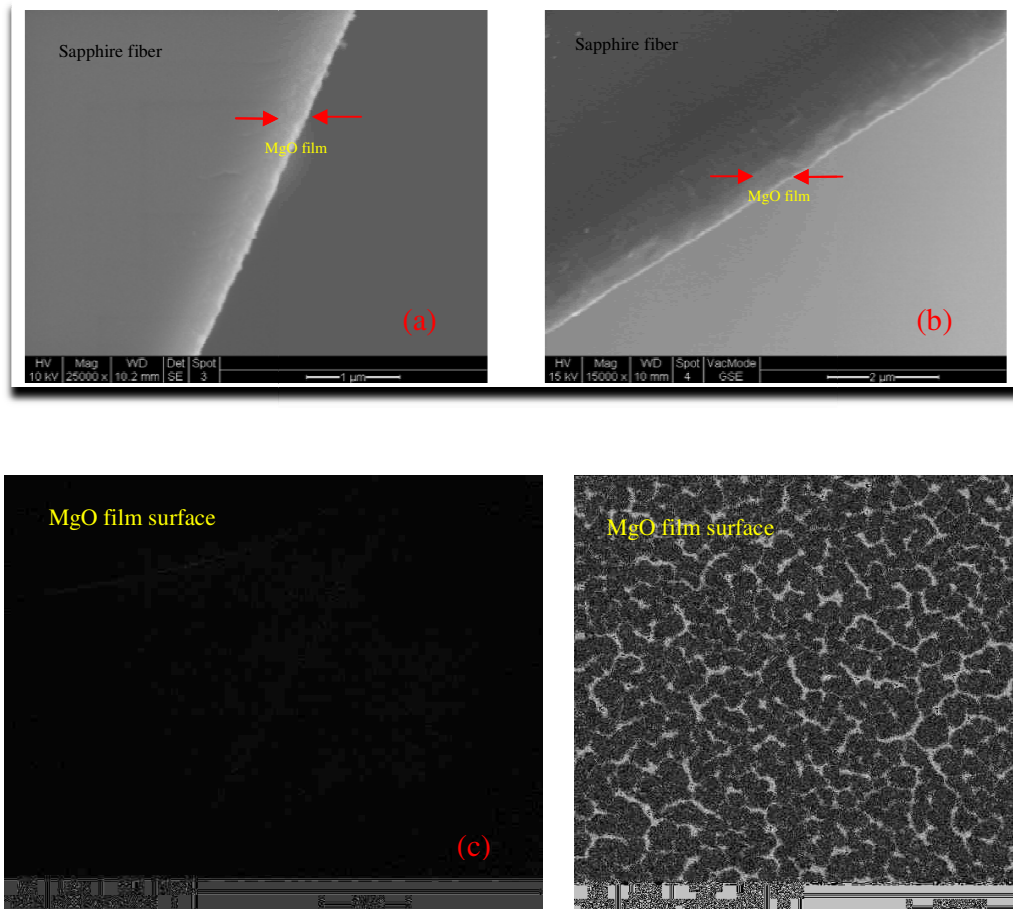 Sapphire fiber
MgO film
(a)
HV Mag WD Det Spot
10 kV 25000 x 10.2 mm SE 3 1 µm
Sapphire fiber
MgO film
(b)
HV Mag WD Spot VacMode
15 kV 15000 x 10 mm 4 GSE 2 µm
MgO film surface
(c)
MgO film surface